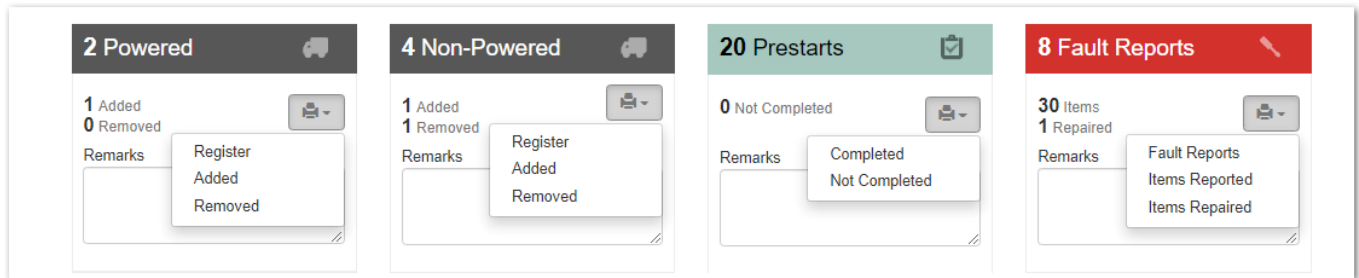 2 Powered
1 Added
0 Removed
Remarks
Register
Added
Removed
4 Non-Powered
1 Added
1 Removed
Remarks
Register
Added
Removed
20 Prestarts
0 Not Completed
Remarks
Completed
Not Completed
8 Fault Reports
30 Items
1 Repaired
Remarks
Fault Reports
Items Reported
Items Repaired